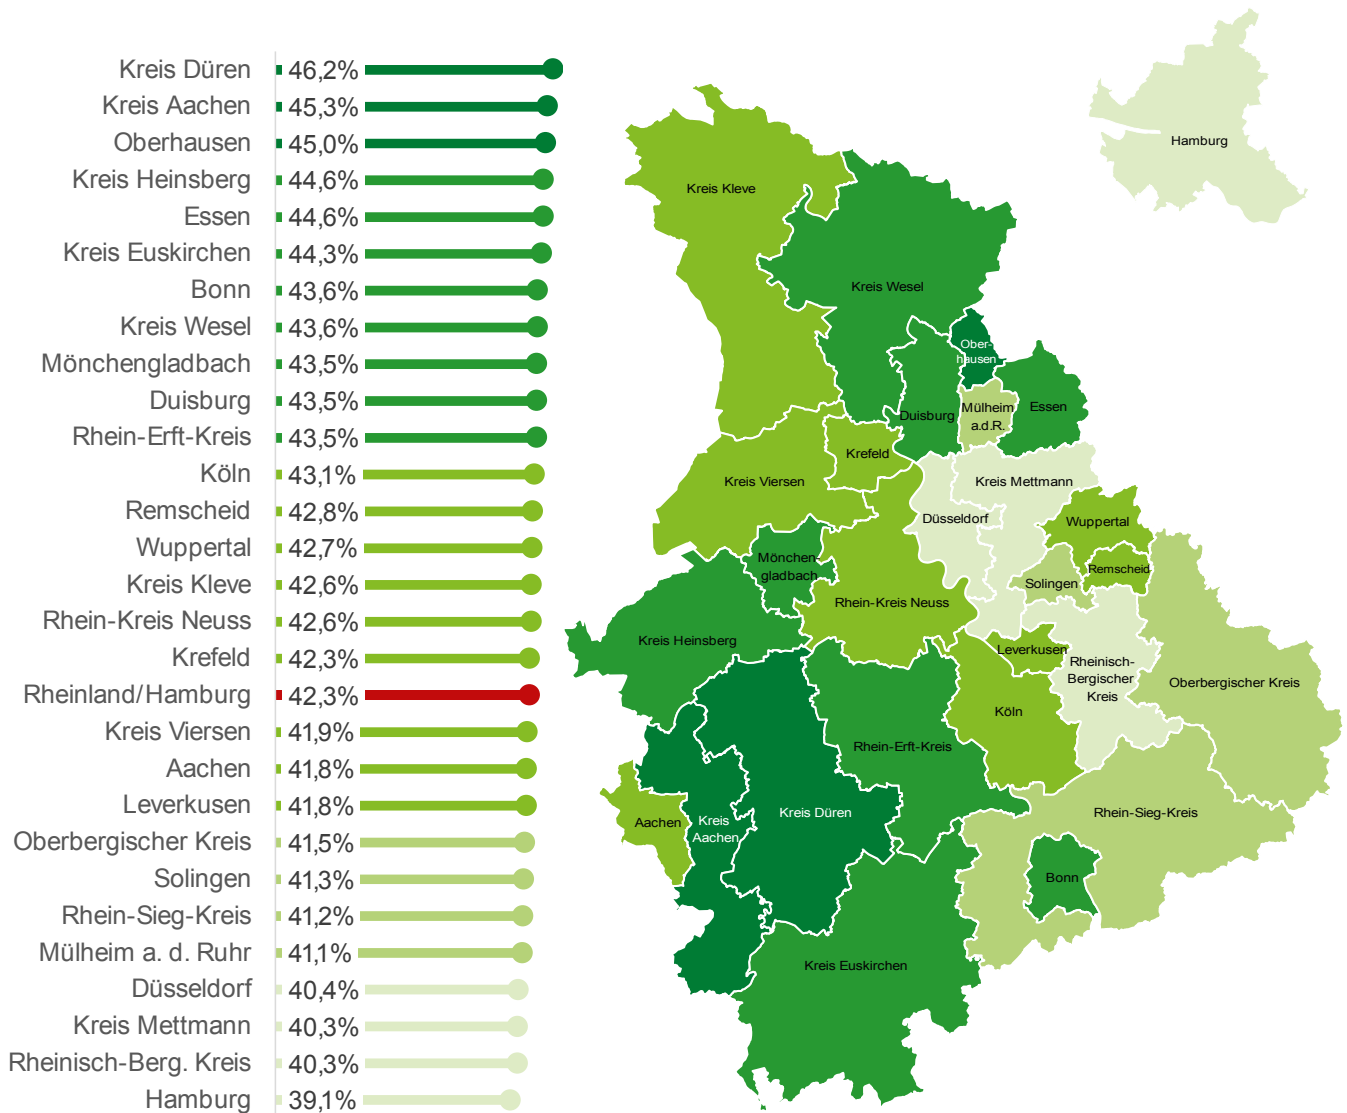 Kreis Düren 46,2%
Kreis Aachen 45,3%
Oberhausen 45,0%
Kreis Heinsberg 44,6%
Essen 44,6%
Kreis Euskirchen 44,3%
Bonn 43,6%
Kreis Wesel 43,6%
Mönchengladbach 43,5%
Duisburg 43,5%
Rhein-Erft-Kreis 43,5%
Köln 43,1%
Remscheid 42,8%
Wuppertal 42,7%
Kreis Kleve 42,6%
Rhein-Kreis Neuss 42,6%
Krefeld 42,3%
Rheinland/Hamburg 42,3%
Kreis Viersen 41,9%
Aachen 41,8%
Leverkusen 41,8%
Oberbergischer Kreis 41,5%
Solingen 41,3%
Rhein-Sieg-Kreis 41,2%
Mülheim a. d. Ruhr 41,1%
Düsseldorf 40,4%
Kreis Mettmann 40,3%
Rheinisch-Berg. Kreis 40,3%
Hamburg 39,1%
Hamburg
Kreis Kleve
Kreis Wesel
Ober-
hausen
Duisburg
Mülheim
a.d.R.
Essen
Krefeld
Kreis Viersen
Kreis Mettmann
Düsseldorf
Wuppertal
Mönchen-
gladbach
Remscheid
Solingen
Rhein-Kreis Neuss
Kreis Heinsberg
Leverkusen
Rheinisch-
Bergischer
Kreis
Oberbergischer Kreis
Köln
Rhein-Erft-Kreis
Aachen
Kreis
Aachen
Kreis Düren
Rhein-Sieg-Kreis
Bonn
Kreis Euskirchen